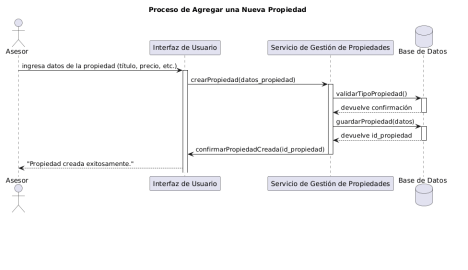 Proceso de Agregar una Nueva Propiedad
Asesor
Interfaz de Usuario
Servicio de Gestión de Propiedades
Base de Datos
ingresa datos de la propiedad (título, precio, etc.)
crearPropiedad(datos_propiedad)
validarTipoPropiedad()
devuelve confirmación
guardarPropiedad(datos)
devuelve id_propiedad
confirmarPropiedadCreada(id_propiedad)
"Propiedad creada exitosamente."
Asesor
Interfaz de Usuario
Servicio de Gestión de Propiedades
Base de Datos